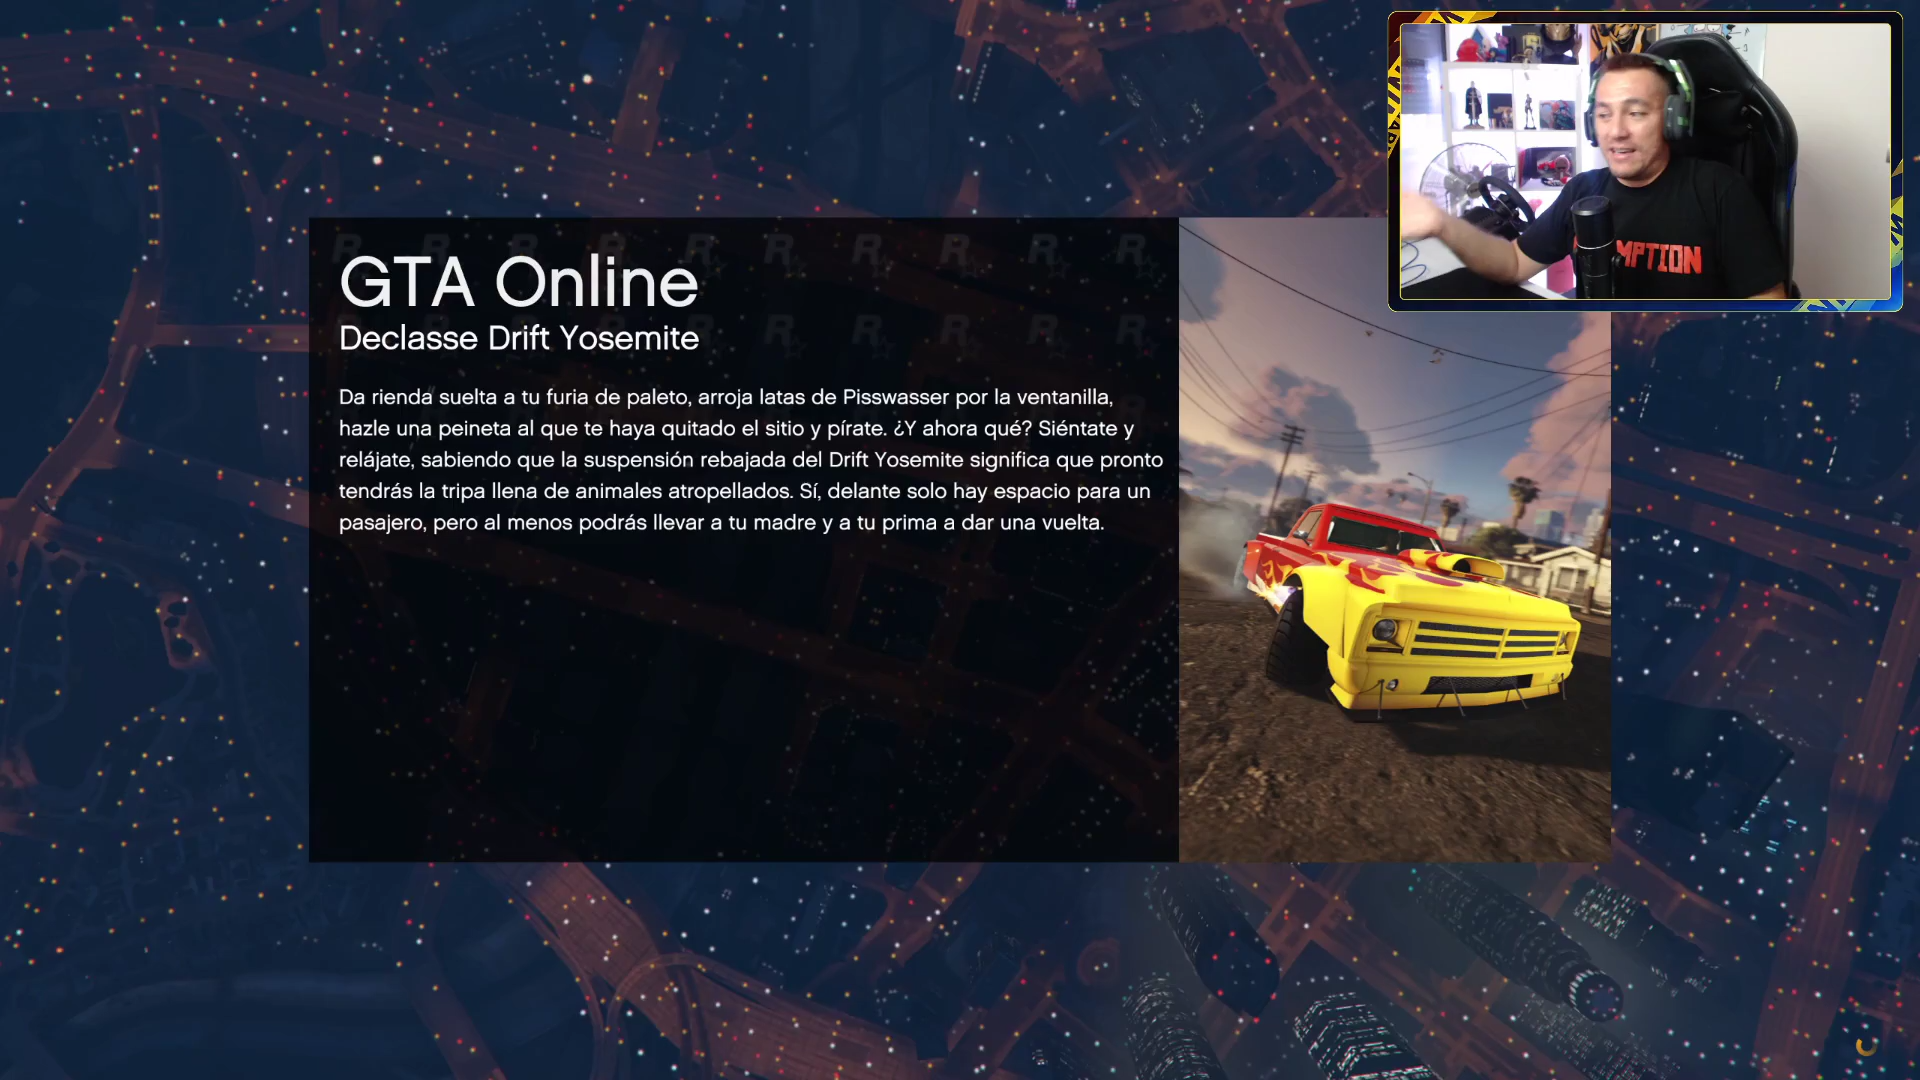 GTA Online
Declasse Drift Yosemite
Da rienda suelta a tu furia de paleto, arroja latas de Pisswasser por la ventanilla,
hazle una peineta al que te haya quitado el sitio y pírate. ¿Y ahora qué? Siéntate y
relájate, sabiendo que la suspensión rebajada del Drift Yosemite significa que pronto
tendrás la tripa llena de animales atropellados. Sí, delante solo hay espacio para un
pasajero, pero al menos podrás llevar a tu madre y a tu prima a dar una vuelta.